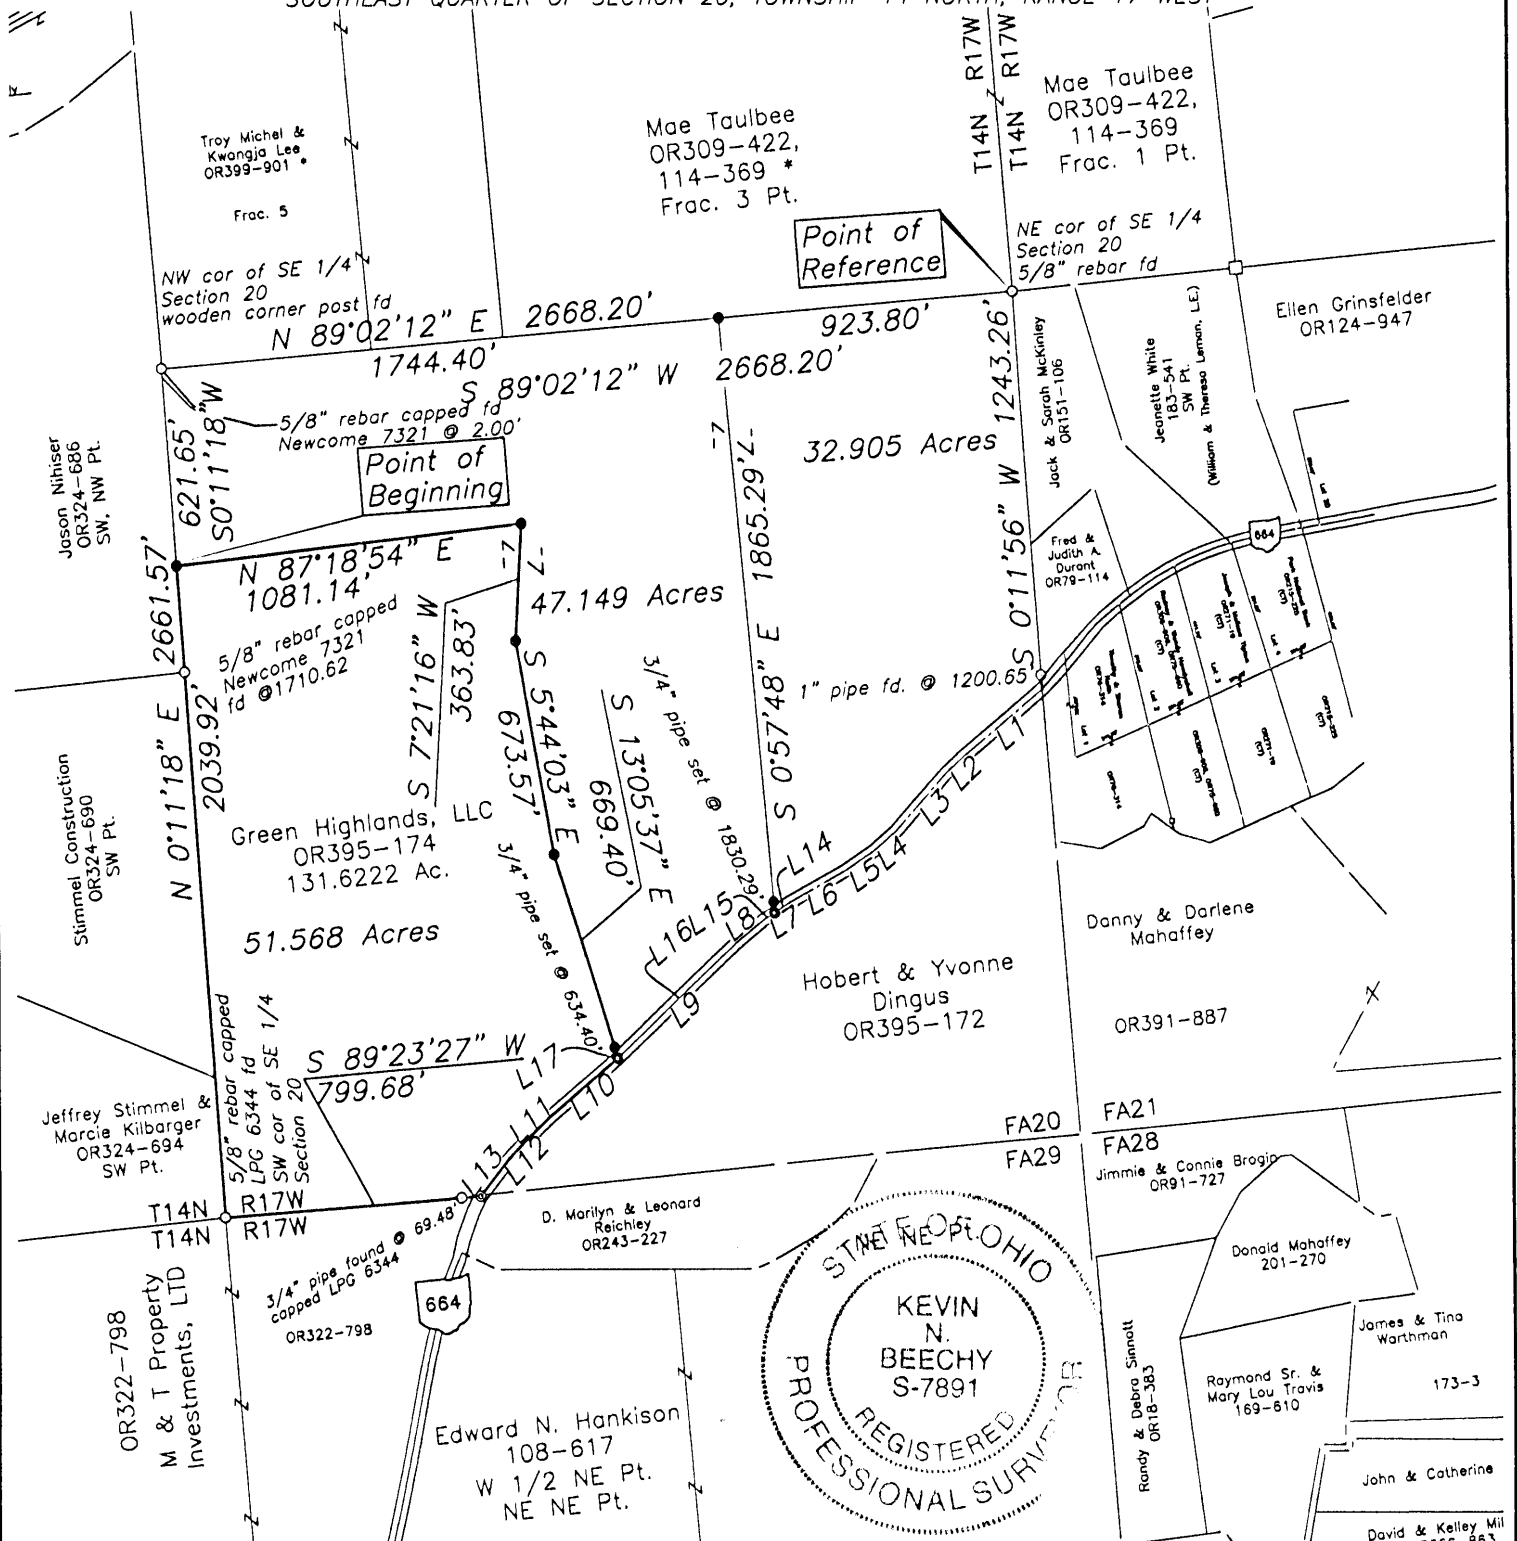 SOUTHEAST QUARTER OF SECTION 20, TOWNSHIP 14 NORTH, RANGE 17 WEST
Troy Michel &
Kwangja Lee
OR399-901 *
Frac. 5
Mae Taulbee
OR309-422,
114-369 *
Frac. 3 Pt.
T14N R17W
T14N R17W
Mae Taulbee
OR309-422,
114-369
Frac. 1 Pt.
Point of
Reference
NE cor of SE 1/4
Section 20
5/8" rebar fd
NW cor of SE 1/4
Section 20
wooden corner post fd
N 89°02'12" E 2668.20'
1744.40'
923.80'
S 89°02'12" W 2668.20'
Ellen Grinsfelder
OR124-947
5/8" rebar capped fd
Newcome 7321 @ 2.00'
Point of
Beginning
621.65'
S0°11'18"W
Jason Nihiser
OR324-686
SW, NW Pt.
32.905 Acres
1243.26'
S 0°11'56" W
Jack & Sarah McKinley
OR151-106
Jeanette White
183-541
SW Pt.
(William & Theresa Lemon, L.E.)
Fred &
Judith A.
Durant
OR79-114
664
Lot 1
Lot 2
Lot 3
Lot 4
N 87°18'54" E
1081.14'
2661.57'
N 0°11'18" E
2039.92'
5/8" rebar capped
Newcome 7321
fd @1710.62
47.149 Acres
S 7°21'16" W
363.83'
S 5°44'03" E
673.57'
S 13°05'37" E
669.40'
3/4" pipe set @ 1830.29'
1865.29'
S 0°57'48" E
1" pipe fd. @ 1200.65'
L1
L2
L3
L4
L5
L6
L7
L8
L9
L10
L11
L12
L13
L14
L15
L16
L17
Stimmel Construction
OR324-690
SW Pt.
Green Highlands, LLC
OR395-174
131.6222 Ac.
51.568 Acres
3/4" pipe set @ 634.40'
Hobert & Yvonne
Dingus
OR395-172
Danny & Darlene
Mahaffey
OR391-887
5/8" rebar capped
LPG 6344 fd
SW cor of SE 1/4
Section 20
S 89°23'27" W
799.68'
Jeffrey Stimmel &
Marcie Kilbarger
OR324-694
SW Pt.
T14N R17W
T14N R17W
FA20
FA21
FA29
FA28
Jimmie & Connie Brogin
OR91-727
D. Marilyn & Leonard
Reichley
OR243-227
NE NE Pt.
3/4" pipe found @ 69.48'
capped LPG 6344
OR322-798
664
OR322-798
M & T Property
Investments, LTD
Edward N. Hankison
108-617
W 1/2 NE Pt.
NE NE Pt.
STATE OF OHIO
KEVIN
N.
BEECHY
S-7891
REGISTERED
PROFESSIONAL SURVEYOR
Donald Mahaffey
201-270
Randy & Debra Sinnott
OR18-383
Raymond Sr. &
Mary Lou Travis
169-610
James & Tina
Warthman
173-3
John & Catherine
David & Kelley Mil